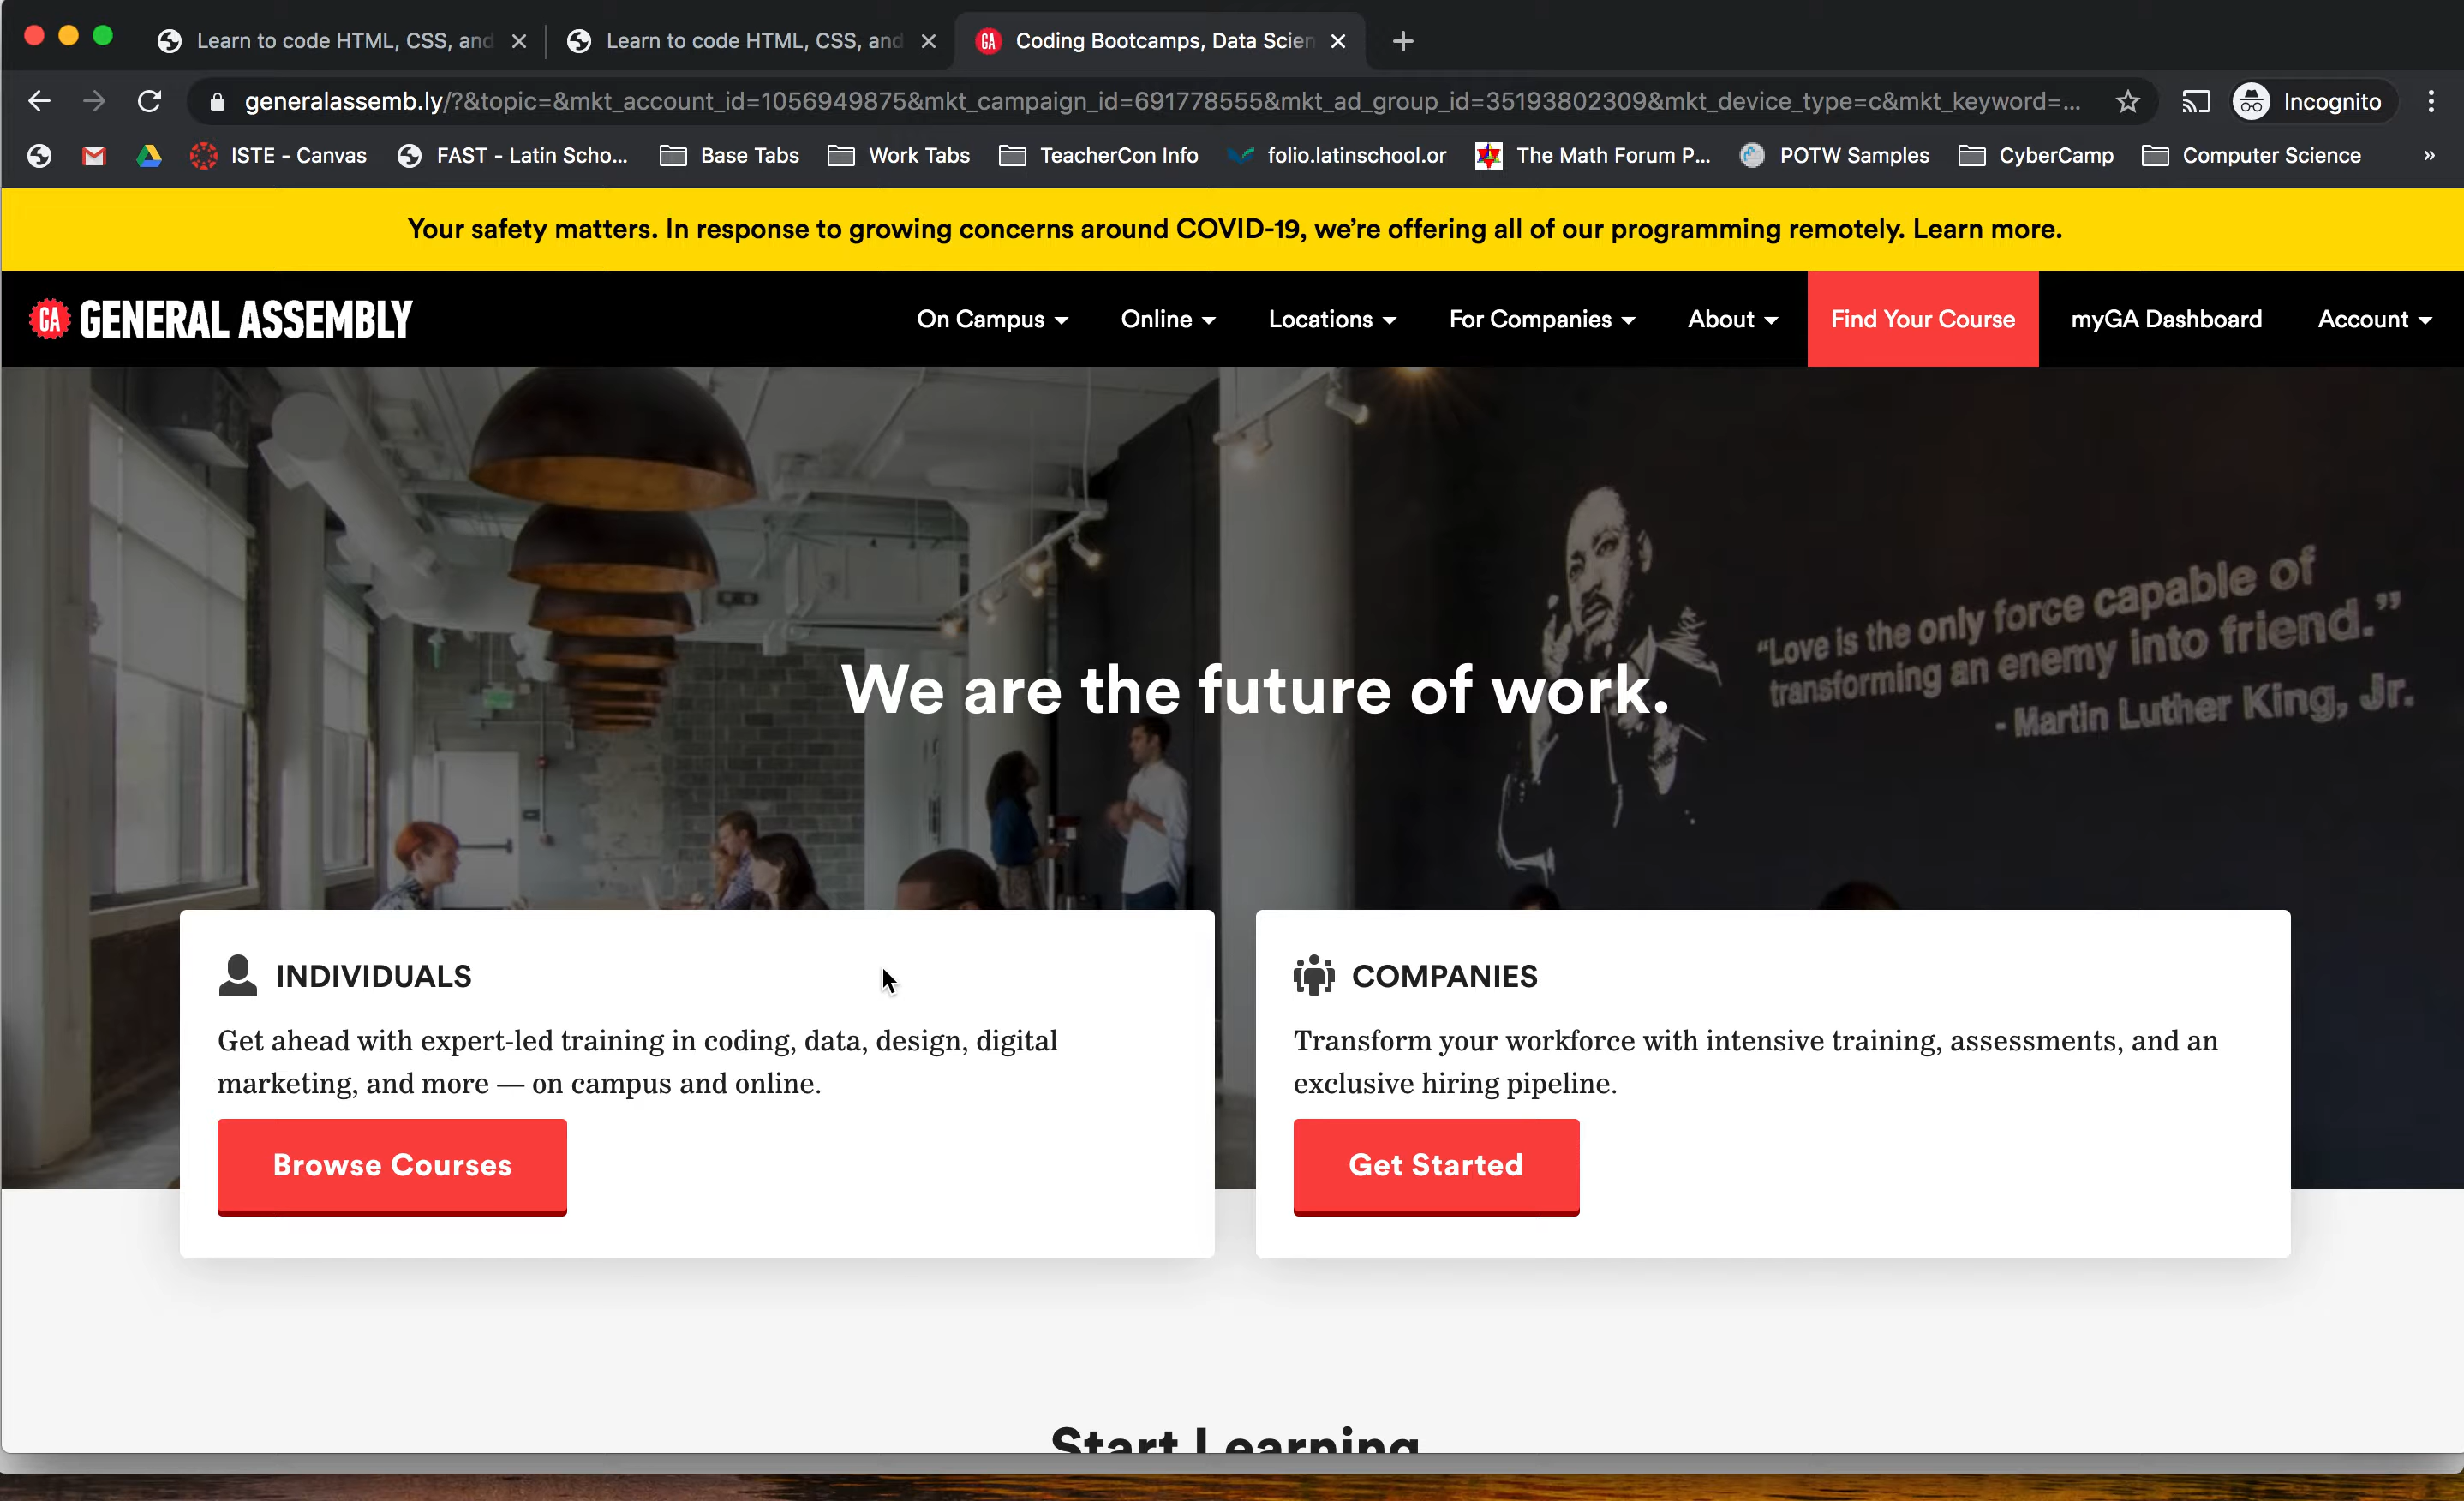 Learn to code HTML, CSS, and
Learn to code HTML, CSS, and
GA
Coding Bootcamps, Data Scien
generalassemb.ly/?&topic=&mkt_account_id=1056949875&mkt_campaign_id=691778555&mkt_ad_group_id=35193802309&mkt_device_type=c&mkt_keyword=...
Incognito
ISTE - Canvas
FAST - Latin Scho...
Base Tabs
Work Tabs
TeacherCon Info
folio.latinschool.or
The Math Forum P...
POTW Samples
CyberCamp
Computer Science
»
Your safety matters. In response to growing concerns around COVID-19, we're offering all of our programming remotely. Learn more.
GA GENERAL ASSEMBLY
On Campus
Online
Locations
For Companies
About
Find Your Course
myGA Dashboard
Account
“Love is the only force capable of
transforming an enemy into friend.”
- Martin Luther King, Jr.
We are the future of work.
INDIVIDUALS
Get ahead with expert-led training in coding, data, design, digital
marketing, and more — on campus and online.
Browse Courses
COMPANIES
Transform your workforce with intensive training, assessments, and an
exclusive hiring pipeline.
Get Started
Start Learning